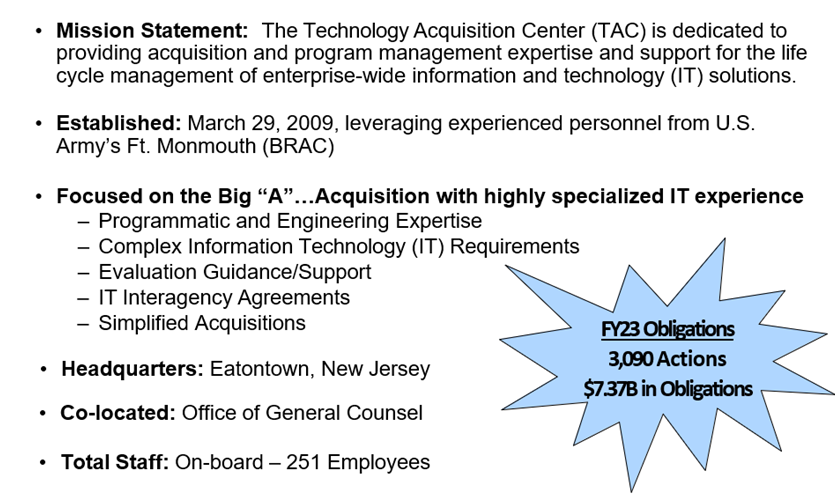 • Mission Statement: The Technology Acquisition Center (TAC) is dedicated to
providing acquisition and program management expertise and support for the life
cycle management of enterprise-wide information and technology (IT) solutions.
• Established: March 29, 2009, leveraging experienced personnel from U.S.
Army’s Ft. Monmouth (BRAC)
• Focused on the Big “A”…Acquisition with highly specialized IT experience
– Programmatic and Engineering Expertise
– Complex Information Technology (IT) Requirements
– Evaluation Guidance/Support
– IT Interagency Agreements
– Simplified Acquisitions
• Headquarters: Eatontown, New Jersey
• Co-located: Office of General Counsel
• Total Staff: On-board – 251 Employees
FY23 Obligations
3,090 Actions
$7.37B in Obligations